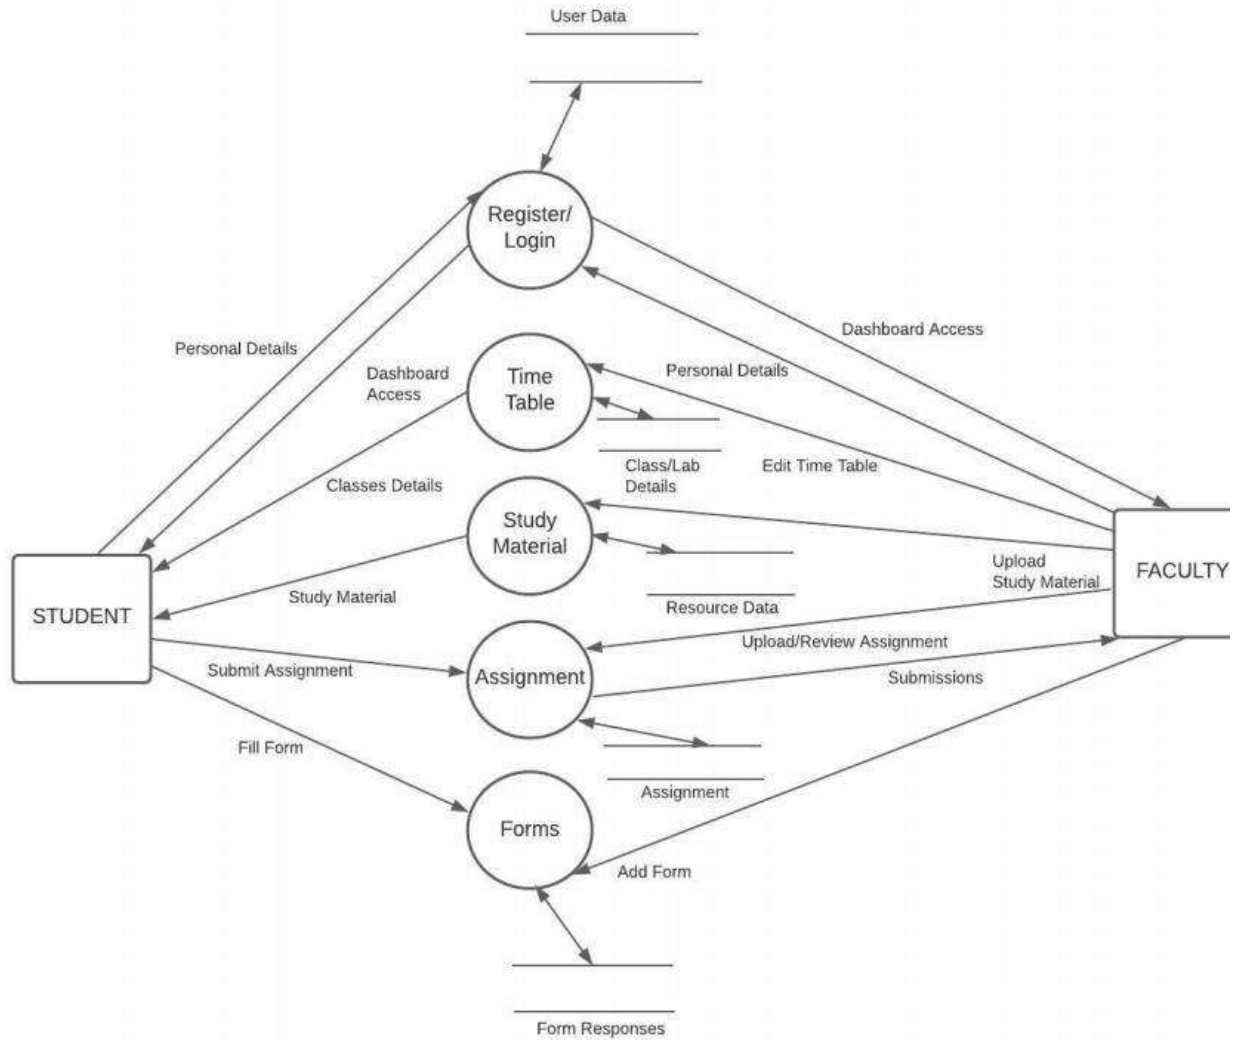 User Data
Register/
Login
Personal Details
Dashboard
Access
Dashboard Access
Personal Details
Time
Table
Class/Lab
Details
Edit Time Table
Classes Details
Study
Material
Upload
Study Material
FACULTY
STUDENT
Study Material
Resource Data
Submit Assignment
Assignment
Upload/Review Assignment
Submissions
Fill Form
Assignment
Forms
Add Form
Form Responses